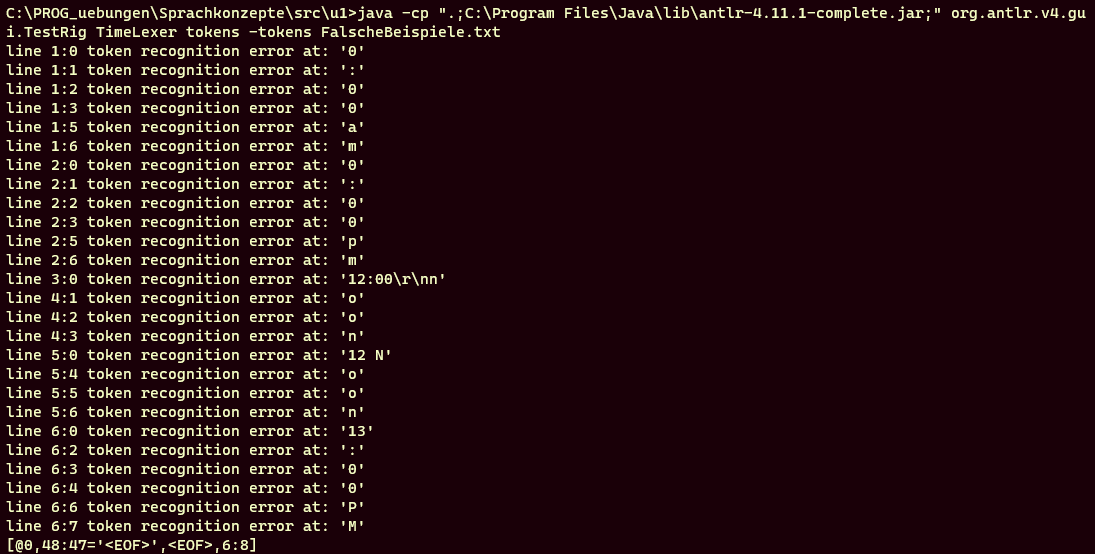 C:\PROG_uebungen\Sprachkonzepte\src\u1>java -cp ".;C:\Program Files\Java\lib\antlr-4.11.1-complete.jar;" org.antlr.v4.gu
i.TestRig TimeLexer tokens -tokens FalscheBeispiele.txt
line 1:0 token recognition error at: '0'
line 1:1 token recognition error at: ':'
line 1:2 token recognition error at: '0'
line 1:3 token recognition error at: '0'
line 1:5 token recognition error at: 'a'
line 1:6 token recognition error at: 'm'
line 2:0 token recognition error at: '0'
line 2:1 token recognition error at: ':'
line 2:2 token recognition error at: '0'
line 2:3 token recognition error at: '0'
line 2:5 token recognition error at: 'p'
line 2:6 token recognition error at: 'm'
line 3:0 token recognition error at: '12:00\r\nn'
line 4:1 token recognition error at: 'o'
line 4:2 token recognition error at: 'o'
line 4:3 token recognition error at: 'n'
line 5:0 token recognition error at: '12 N'
line 5:4 token recognition error at: 'o'
line 5:5 token recognition error at: 'o'
line 5:6 token recognition error at: 'n'
line 6:0 token recognition error at: '13'
line 6:2 token recognition error at: ':'
line 6:3 token recognition error at: '0'
line 6:4 token recognition error at: '0'
line 6:6 token recognition error at: 'P'
line 6:7 token recognition error at: 'M'
[@0,48:47='<EOF>',<EOF>,6:8]